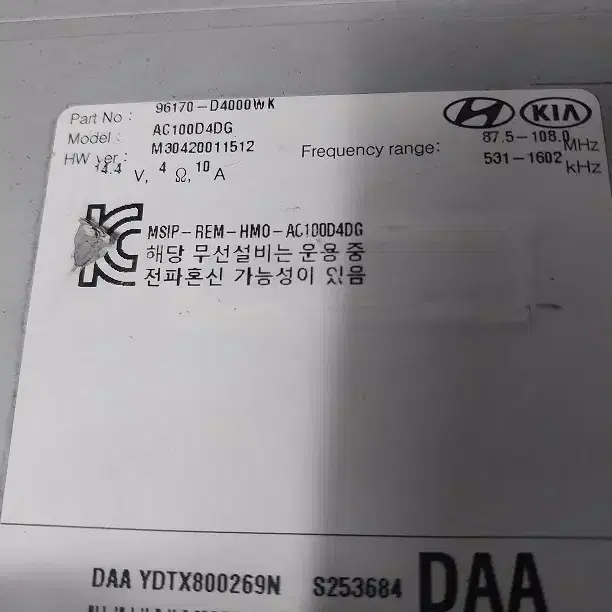 Part No : 96170-D4000WK
Model : AC100D4DG
HW ver : M30420011512
14.4 V, 4 Ω, 10 A
KIA
Frequency range: 87.5-108.0 MHz
531-1602 kHz
MSIP-REM-HMO-AC100D4DG
해당 무선설비는 운용 중
전파혼신 가능성이 있음
DAA YDTX800269N S253684 DAA